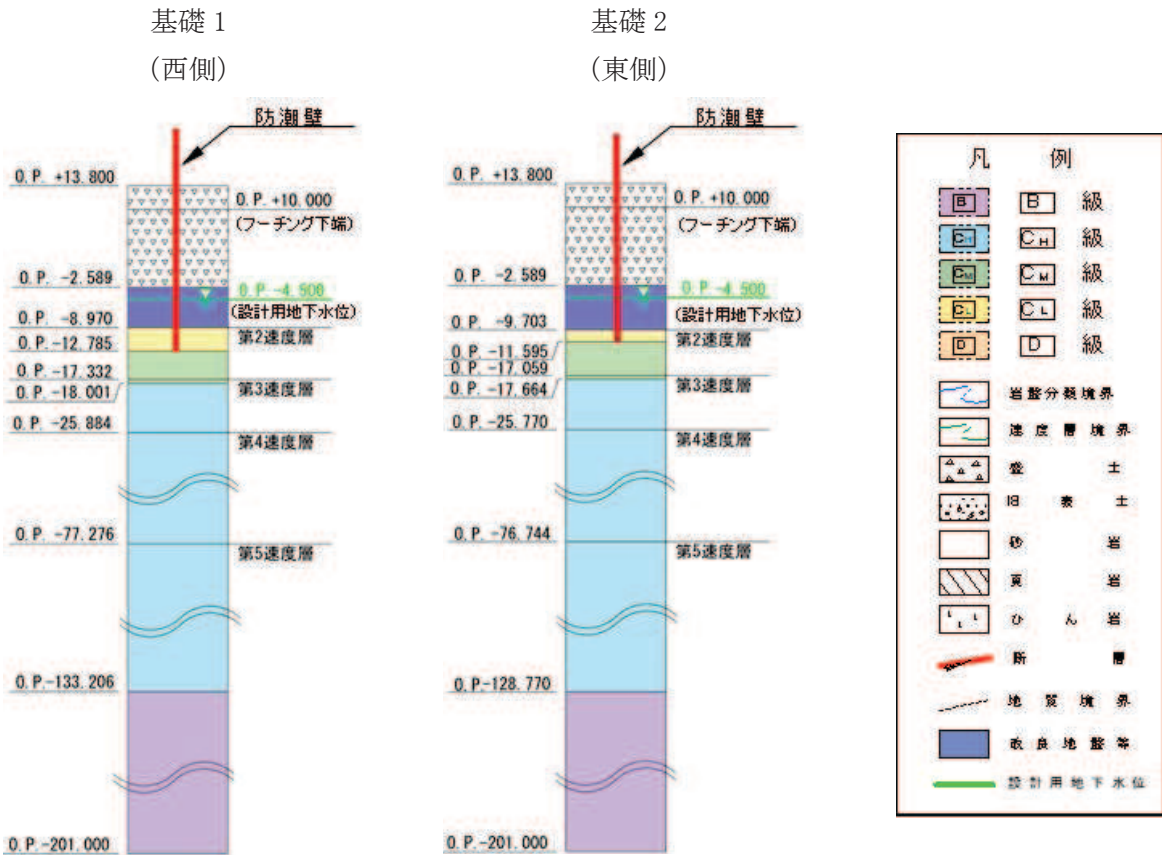 基礎 1
(西側)
防潮壁
O.P. +13.800
O.P. +10.000
(フーチング下端)
O.P. -2.589
O.P. -4.500
(設計用地下水位)
O.P. -8.970
第2速度層
O.P. -12.785
O.P. -17.332
O.P. -18.001
第3速度層
O.P. -25.884
第4速度層
O.P. -77.276
第5速度層
O.P.-133.206
O.P.-201.000
基礎 2
(東側)
防潮壁
O.P. +13.800
O.P. +10.000
(フーチング下端)
O.P. -2.589
O.P. -4.500
(設計用地下水位)
O.P. -9.703
第2速度層
O.P. -11.595
O.P. -17.059
O.P. -17.664
第3速度層
O.P. -25.770
第4速度層
O.P. -76.744
第5速度層
O.P.-128.770
O.P.-201.000
凡 例
B B 級
CH CH 級
CM CM 級
CL CL 級
D D 級
岩盤分類境界
速度層境界
盛土
旧表土
砂岩
頁岩
ひん岩
断層
地質境界
改良地盤等
設計用地下水位